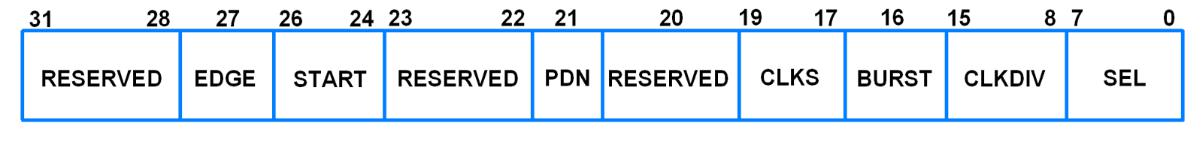 31 28 27 26 24 23 22 21 20 19 17 16 15 8 7 0
RESERVED EDGE START RESERVED PDN RESERVED CLKS BURST CLKDIV SEL